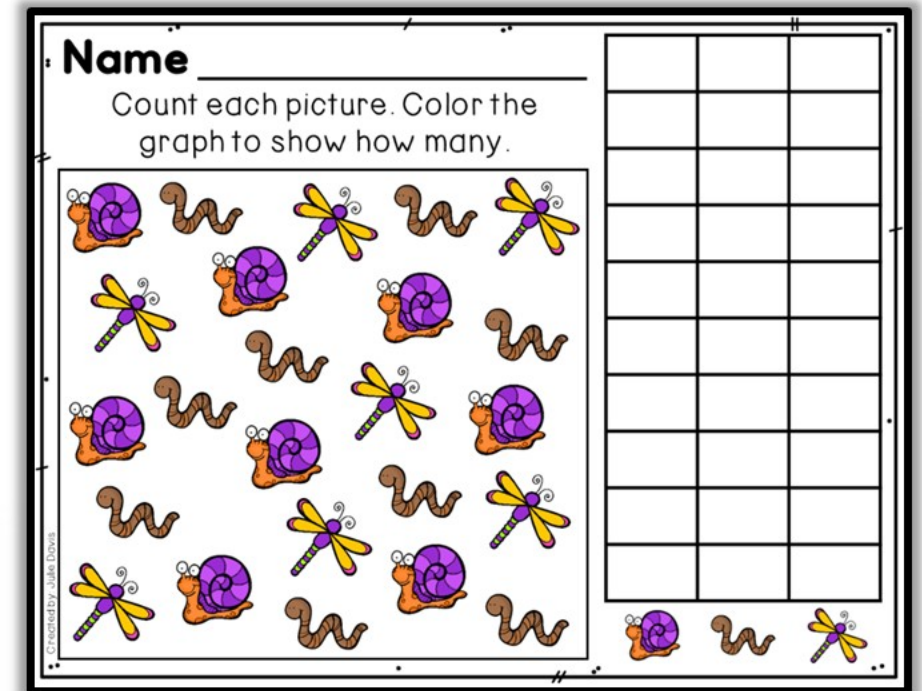 Name
Count each picture. Color the
graph to show how many.
Created by Julie Davis